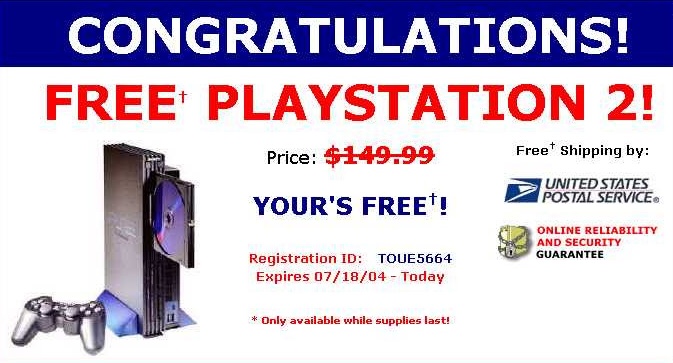 CONGRATULATIONS!
FREE† PLAYSTATION 2!
Price: $149.99
YOUR'S FREE†!
Registration ID: TOUE5664
Expires 07/18/04 - Today
* Only available while supplies last!
Free† Shipping by:
UNITED STATES
POSTAL SERVICE®
ONLINE RELIABILITY
AND SECURITY
GUARANTEE